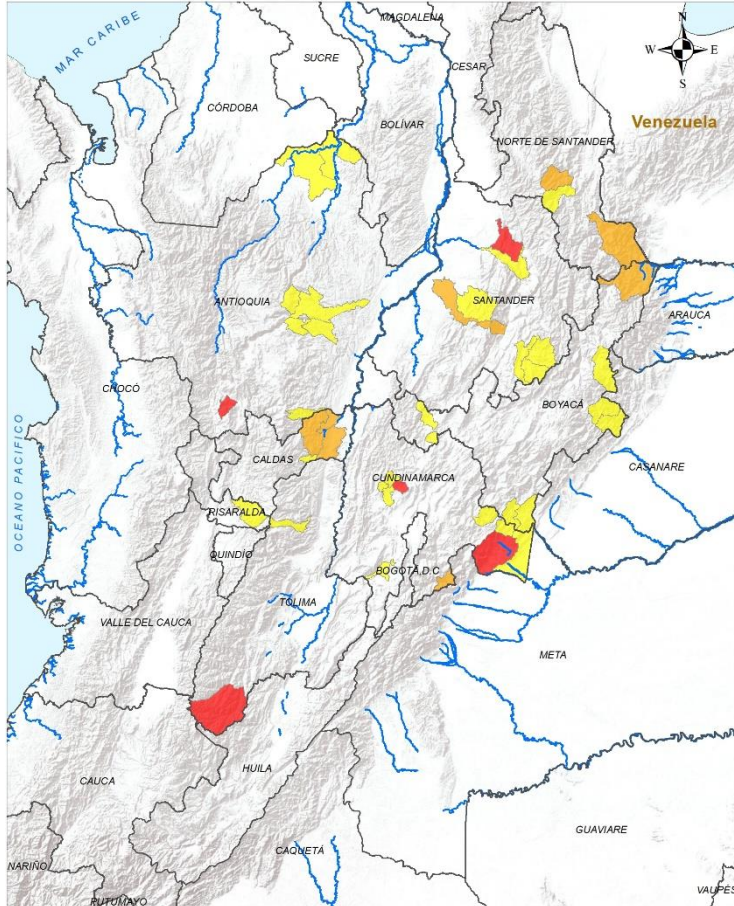 MAGDALENA
N
MAR CARIBE
SUCRE
CESAR
W
E
S
CÓRDOBA
BOLÍVAR
Venezuela
NORTE DE SANTANDER
ANTIOQUIA
SANTANDER
ARAUCA
CHOCÓ
BOYACÁ
OCEANO PACIFICO
CALDAS
CUNDINAMARCA
CASANARE
RISARALDA
QUINDÍO
BOGOTÁ, D.C
TOLIMA
VALLE DEL CAUCA
META
CAUCA
HUILA
GUAVIARE
CAQUETÁ
NARIÑO
PUTUMAYO
VAUPÉS